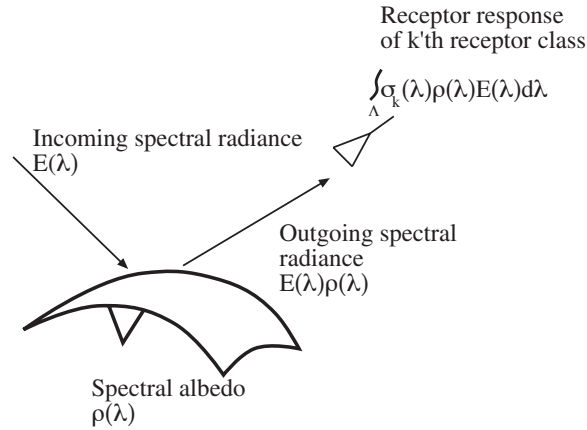 Receptor response
of k'th receptor class
∫σk(λ)ρ(λ)E(λ)dλ
Λ
Incoming spectral radiance
E(λ)
Outgoing spectral
radiance
E(λ)ρ(λ)
Spectral albedo
ρ(λ)